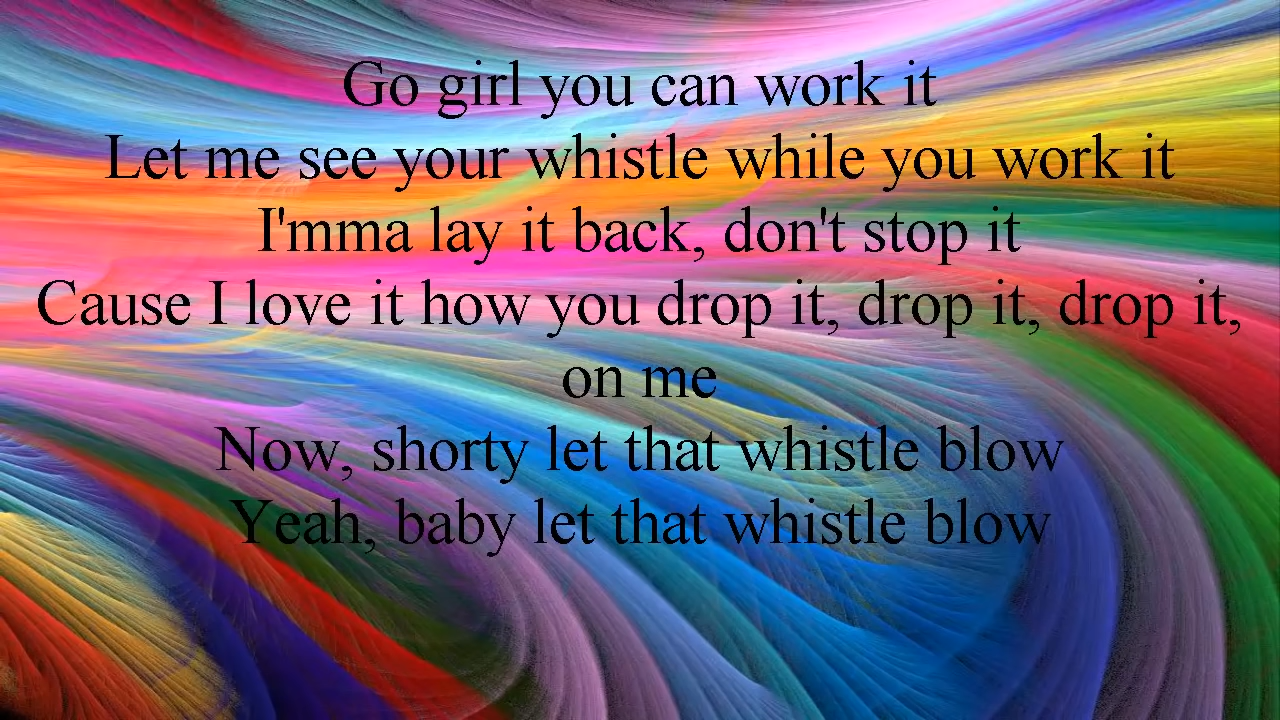 Go girl you can work it
Let me see your whistle while you work it
I'mma lay it back, don't stop it
Cause I love it how you drop it, drop it, drop it,
on me
Now, shorty let that whistle blow
Yeah, baby let that whistle blow